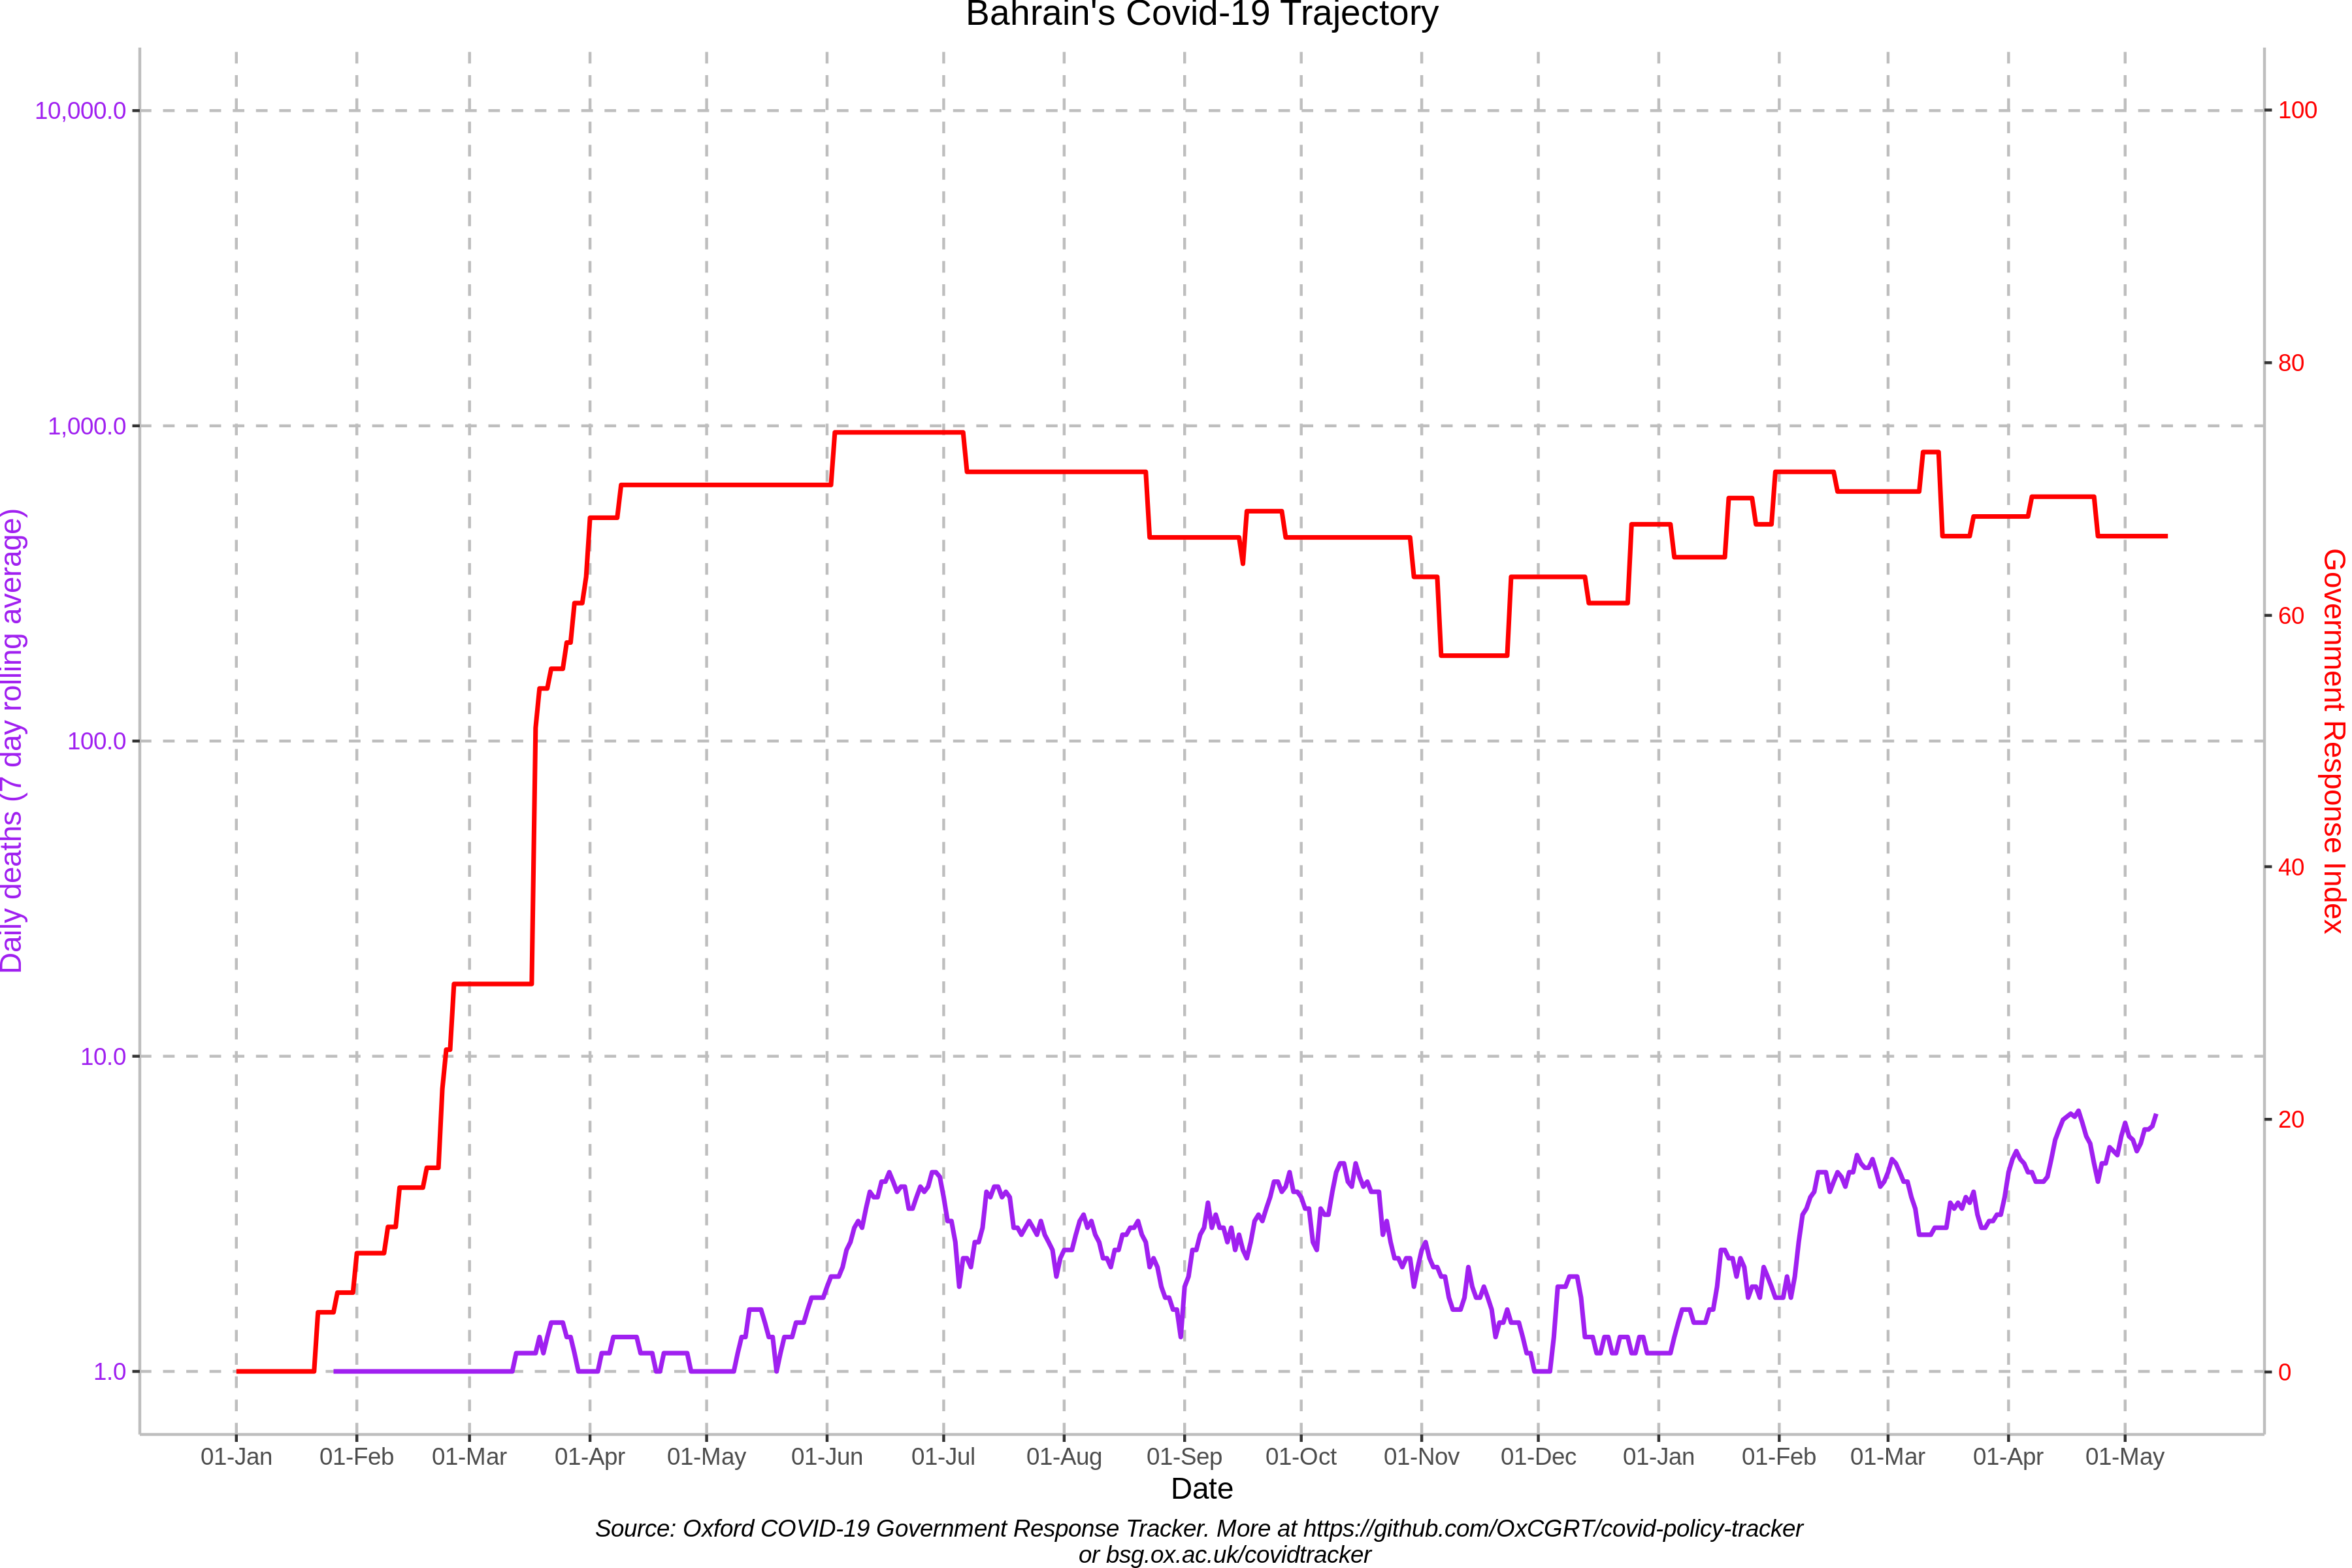 Bahrain's Covid-19 Trajectory
10,000.0
1,000.0
100.0
10.0
1.0
Daily deaths (7 day rolling average)
100
80
60
40
20
0
Government Response Index
01-Jan 01-Feb 01-Mar 01-Apr 01-May 01-Jun 01-Jul 01-Aug 01-Sep 01-Oct 01-Nov 01-Dec 01-Jan 01-Feb 01-Mar 01-Apr 01-May
Date
Source: Oxford COVID-19 Government Response Tracker. More at https://github.com/OxCGRT/covid-policy-tracker
or bsg.ox.ac.uk/covidtracker